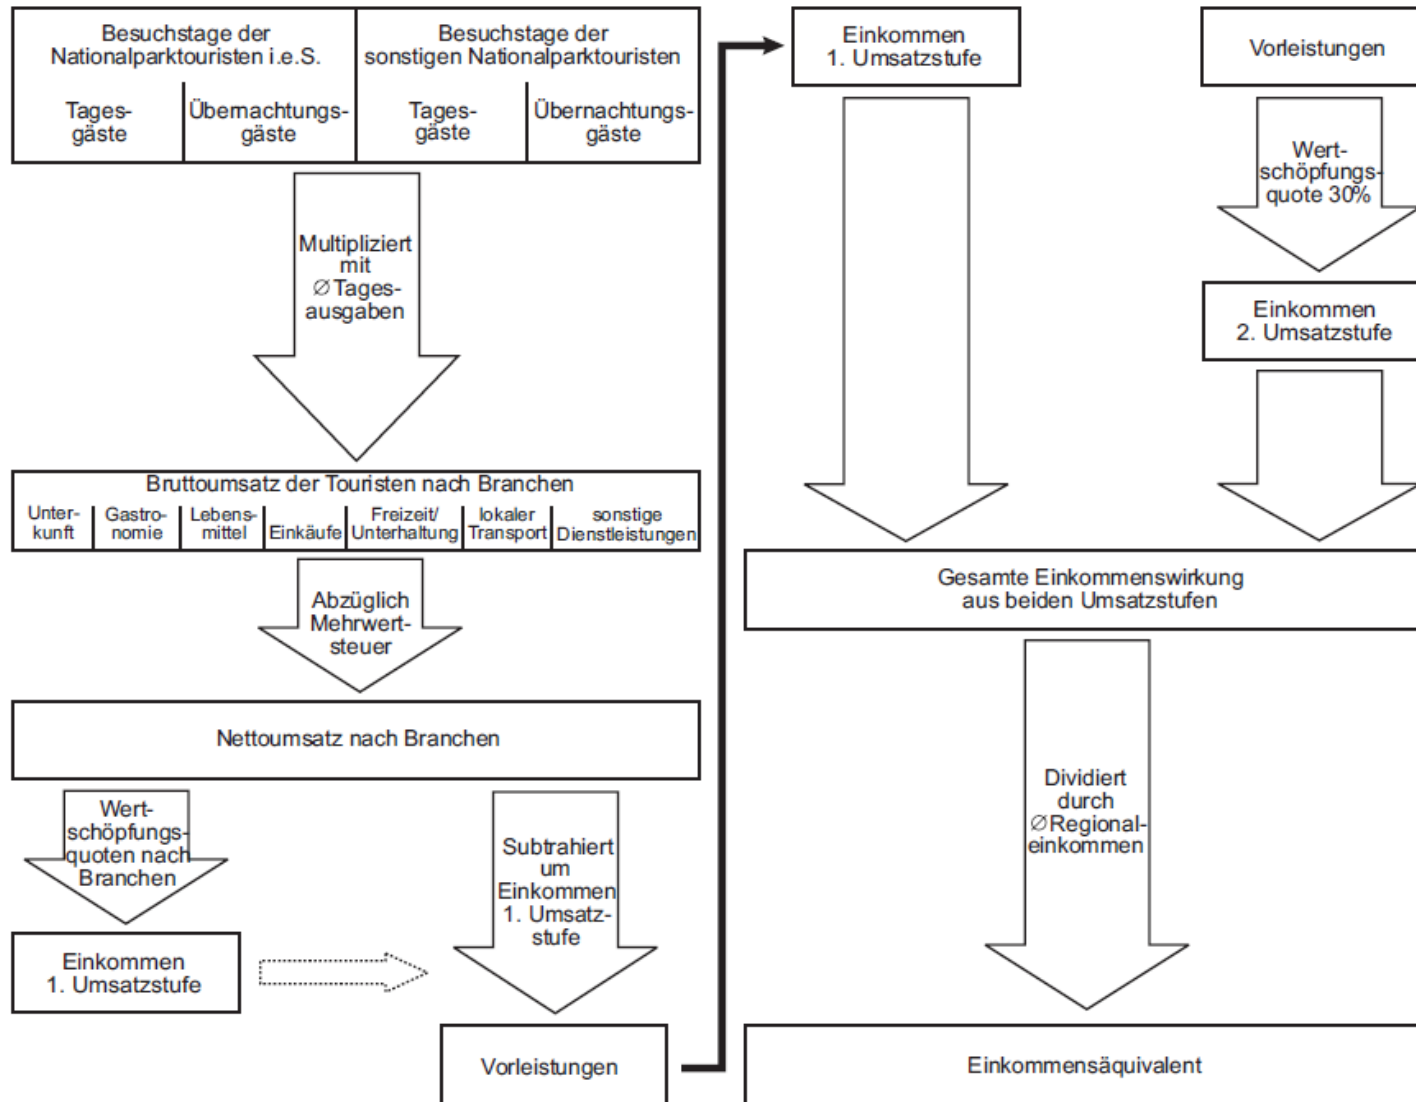 Besuchstage der
Nationalparktouristen i.e.S.
Besuchstage der
sonstigen Nationalparktouristen
Tages-
gäste
Übernachtungs-
gäste
Tages-
gäste
Übernachtungs-
gäste
Multipliziert
mit
∅ Tages-
ausgaben
Bruttoumsatz der Touristen nach Branchen
Unter-
kunft
Gastro-
nomie
Lebens-
mittel
Einkäufe
Freizeit/
Unterhaltung
lokaler
Transport
sonstige
Dienstleistungen
Abzüglich
Mehrwert-
steuer
Nettoumsatz nach Branchen
Wert-
schöpfungs-
quoten nach
Branchen
Subtrahiert
um
Einkommen
1. Umsatz-
stufe
Einkommen
1. Umsatzstufe
Vorleistungen
Einkommen
1. Umsatzstufe
Vorleistungen
Wert-
schöpfungs-
quote 30%
Einkommen
2. Umsatzstufe
Gesamte Einkommenswirkung
aus beiden Umsatzstufen
Dividiert
durch
∅ Regional-
einkommen
Einkommensäquivalent